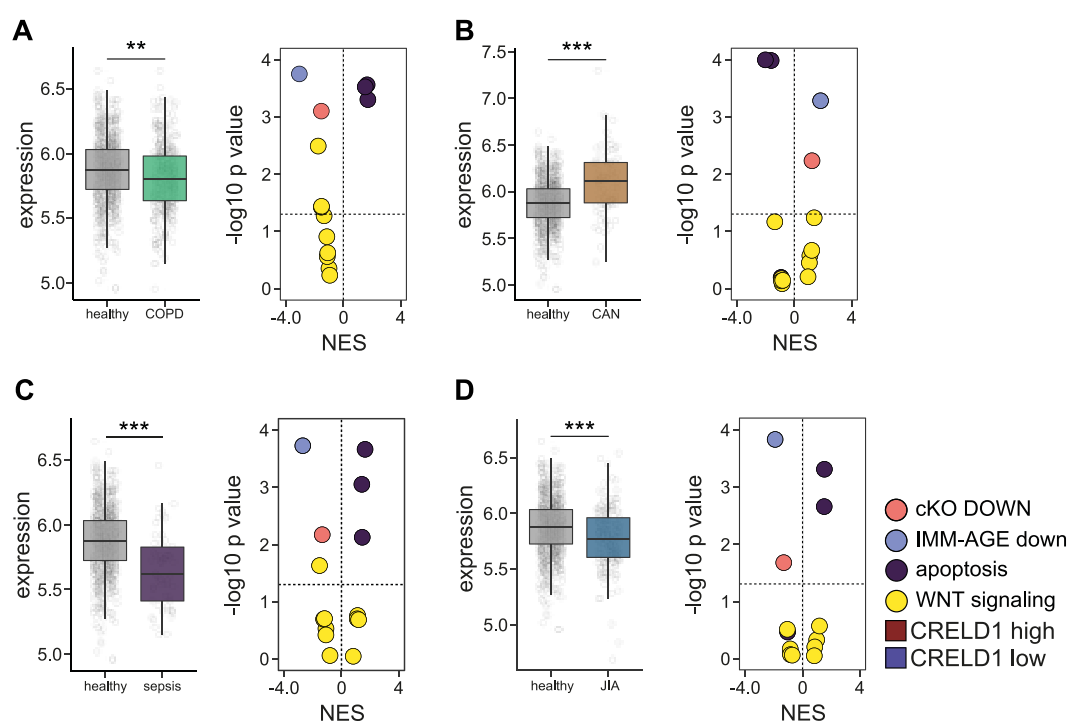 A
**
expression
6.5
6.0
5.5
5.0
healthy
COPD
-log10 p value
4
3
2
1
0
-4.0
0
4
NES
B
***
expression
7.5
7.0
6.5
6.0
5.5
5.0
healthy
CAN
-log10 p value
4
3
2
1
0
-4.0
0
4
NES
C
***
expression
6.5
6.0
5.5
5.0
healthy
sepsis
-log10 p value
4
3
2
1
0
-4.0
0
4
NES
D
***
expression
6.5
6.0
5.5
5.0
healthy
JIA
-log10 p value
4
3
2
1
0
-4.0
0
4
NES
cKO DOWN
IMM-AGE down
apoptosis
WNT signaling
CRELD1 high
CRELD1 low